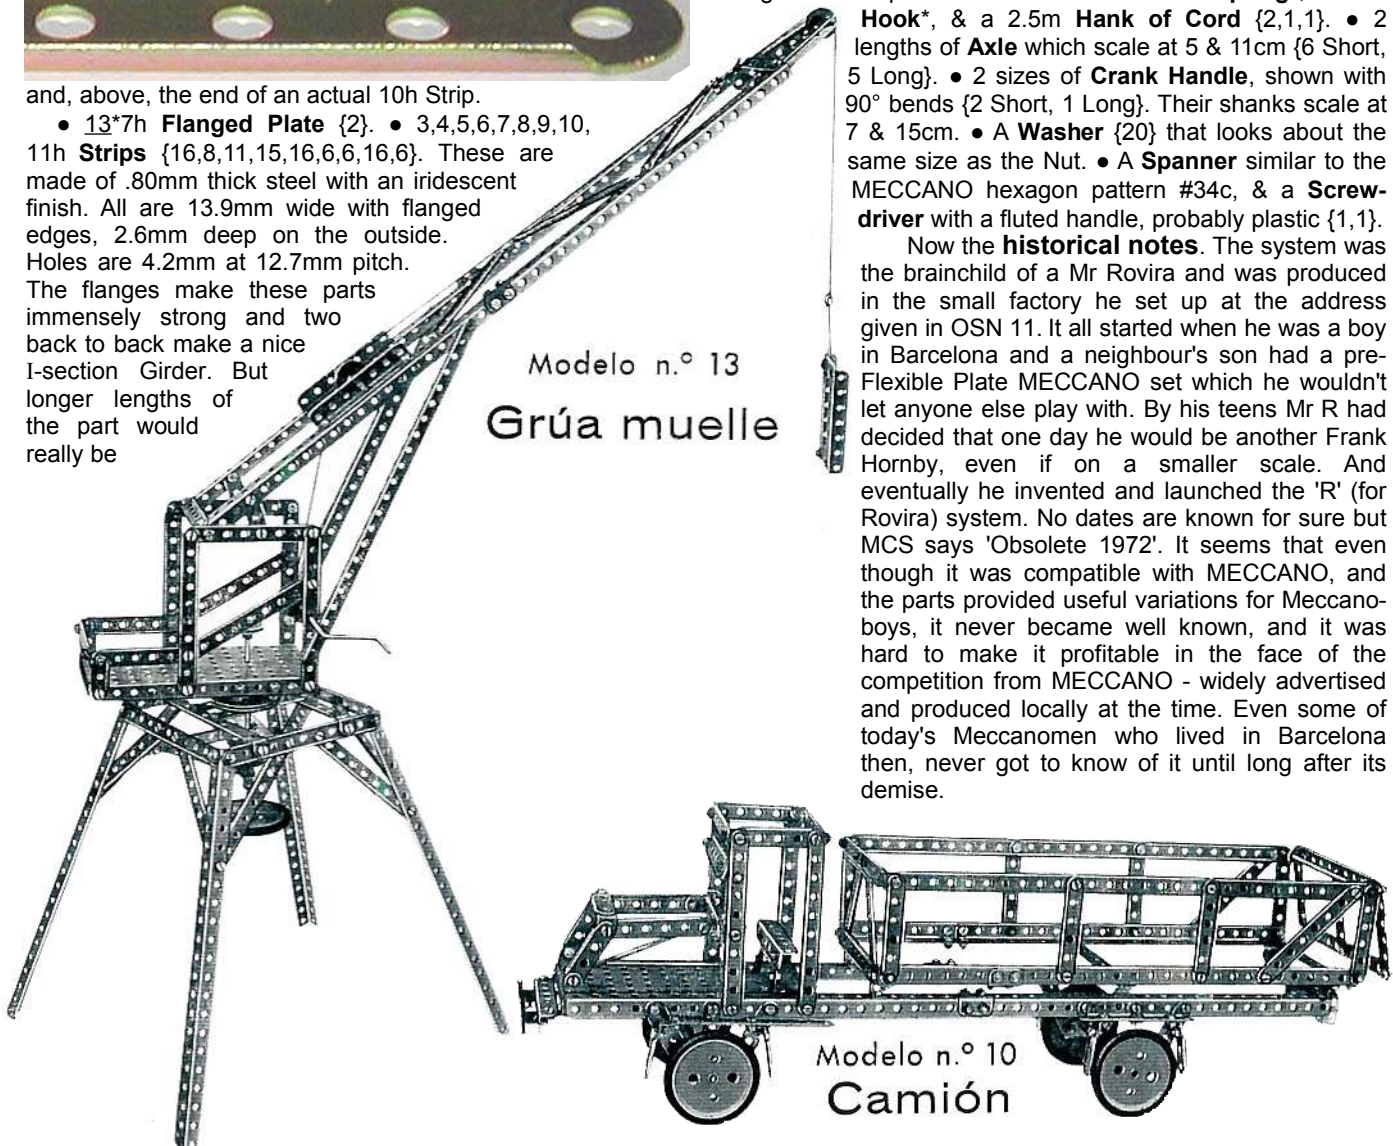 and, above, the end of an actual 10h Strip.
● 13*7h Flanged Plate {2}. ● 3,4,5,6,7,8,9,10,
11h Strips {16,8,11,15,16,6,6,16,6}. These are
made of .80mm thick steel with an iridescent
finish. All are 13.9mm wide with flanged
edges, 2.6mm deep on the outside.
Holes are 4.2mm at 12.7mm pitch.
The flanges make these parts
immensely strong and two
back to back make a nice
I-section Girder. But
longer lengths of
the part would
really be
Hook*, & a 2.5m Hank of Cord {2,1,1}. ● 2
lengths of Axle which scale at 5 & 11cm {6 Short,
5 Long}. ● 2 sizes of Crank Handle, shown with
90° bends {2 Short, 1 Long}. Their shanks scale at
7 & 15cm. ● A Washer {20} that looks about the
same size as the Nut. ● A Spanner similar to the
MECCANO hexagon pattern #34c, & a Screw-
driver with a fluted handle, probably plastic {1,1}.
Now the historical notes. The system was
the brainchild of a Mr Rovira and was produced
in the small factory he set up at the address
given in OSN 11. It all started when he was a boy
in Barcelona and a neighbour's son had a pre-
Flexible Plate MECCANO set which he wouldn't
let anyone else play with. By his teens Mr R had
decided that one day he would be another Frank
Hornby, even if on a smaller scale. And
eventually he invented and launched the 'R' (for
Rovira) system. No dates are known for sure but
MCS says 'Obsolete 1972'. It seems that even
though it was compatible with MECCANO, and
the parts provided useful variations for Meccano-
boys, it never became well known, and it was
hard to make it profitable in the face of the
competition from MECCANO - widely advertised
and produced locally at the time. Even some of
today's Meccanomen who lived in Barcelona
then, never got to know of it until long after its
demise.
Modelo n.º 13
Grúa muelle
Modelo n.º 10
Camión